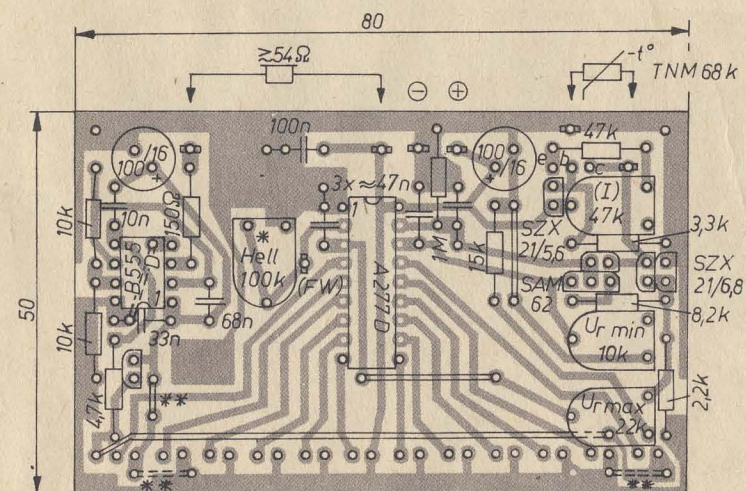 80
≥54Ω
-t°
TNM 68k
⊖ ⊕
50
100n
100/16
+
100/16
+
47k
e b c
(I)
47k
10k
10n
150Ω
3x≈47n
1
3,3k
SZX
21/5,6
SZX
21/6,8
B555
D
1
*
Hell
100k
(FW)
A277D
1M
15k
SAM
62
8,2k
68n
33n
10k
Ur min
10k
4,7k
**
Ur max
22k
2,2k
**
**